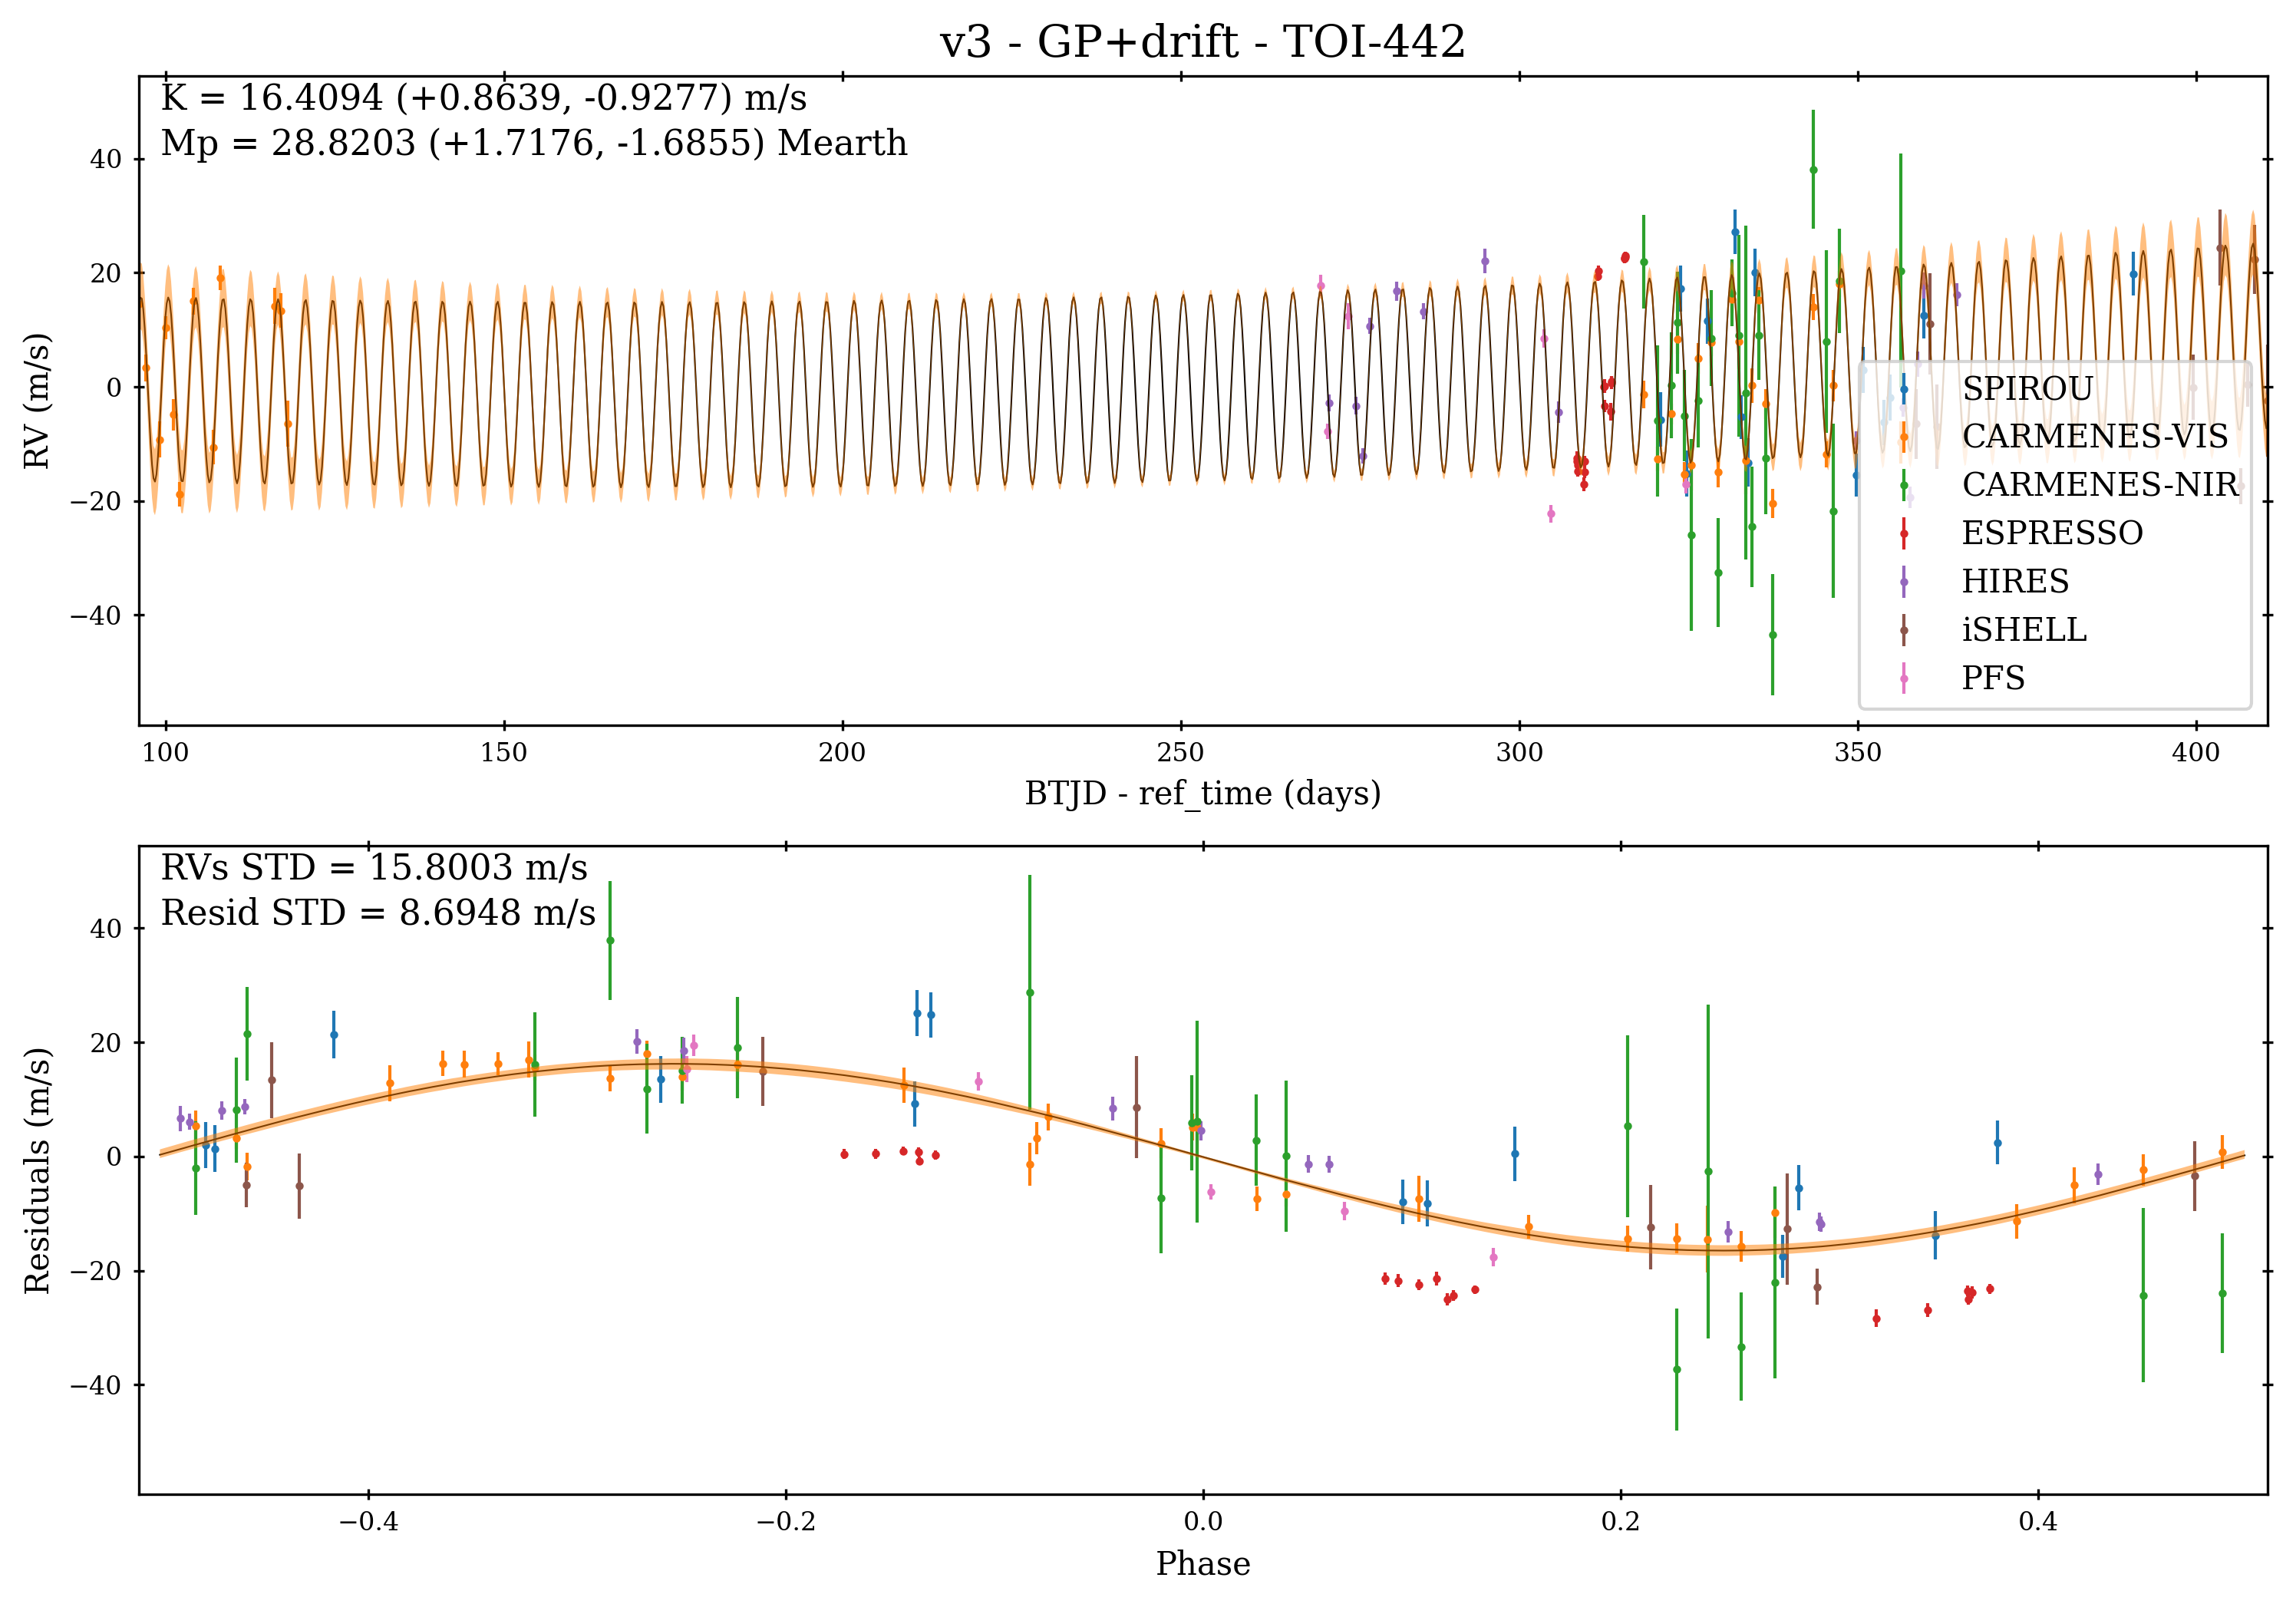 v3 - GP+drift - TOI-442
K = 16.4094 (+0.8639, -0.9277) m/s
Mp = 28.8203 (+1.7176, -1.6855) Mearth
RV (m/s)
40
20
0
−20
−40
SPIROU
CARMENES-VIS
CARMENES-NIR
ESPRESSO
HIRES
iSHELL
PFS
100 150 200 250 300 350 400
BTJD - ref_time (days)
RVs STD = 15.8003 m/s
Resid STD = 8.6948 m/s
Residuals (m/s)
40
20
0
−20
−40
−0.4 −0.2 0.0 0.2 0.4
Phase